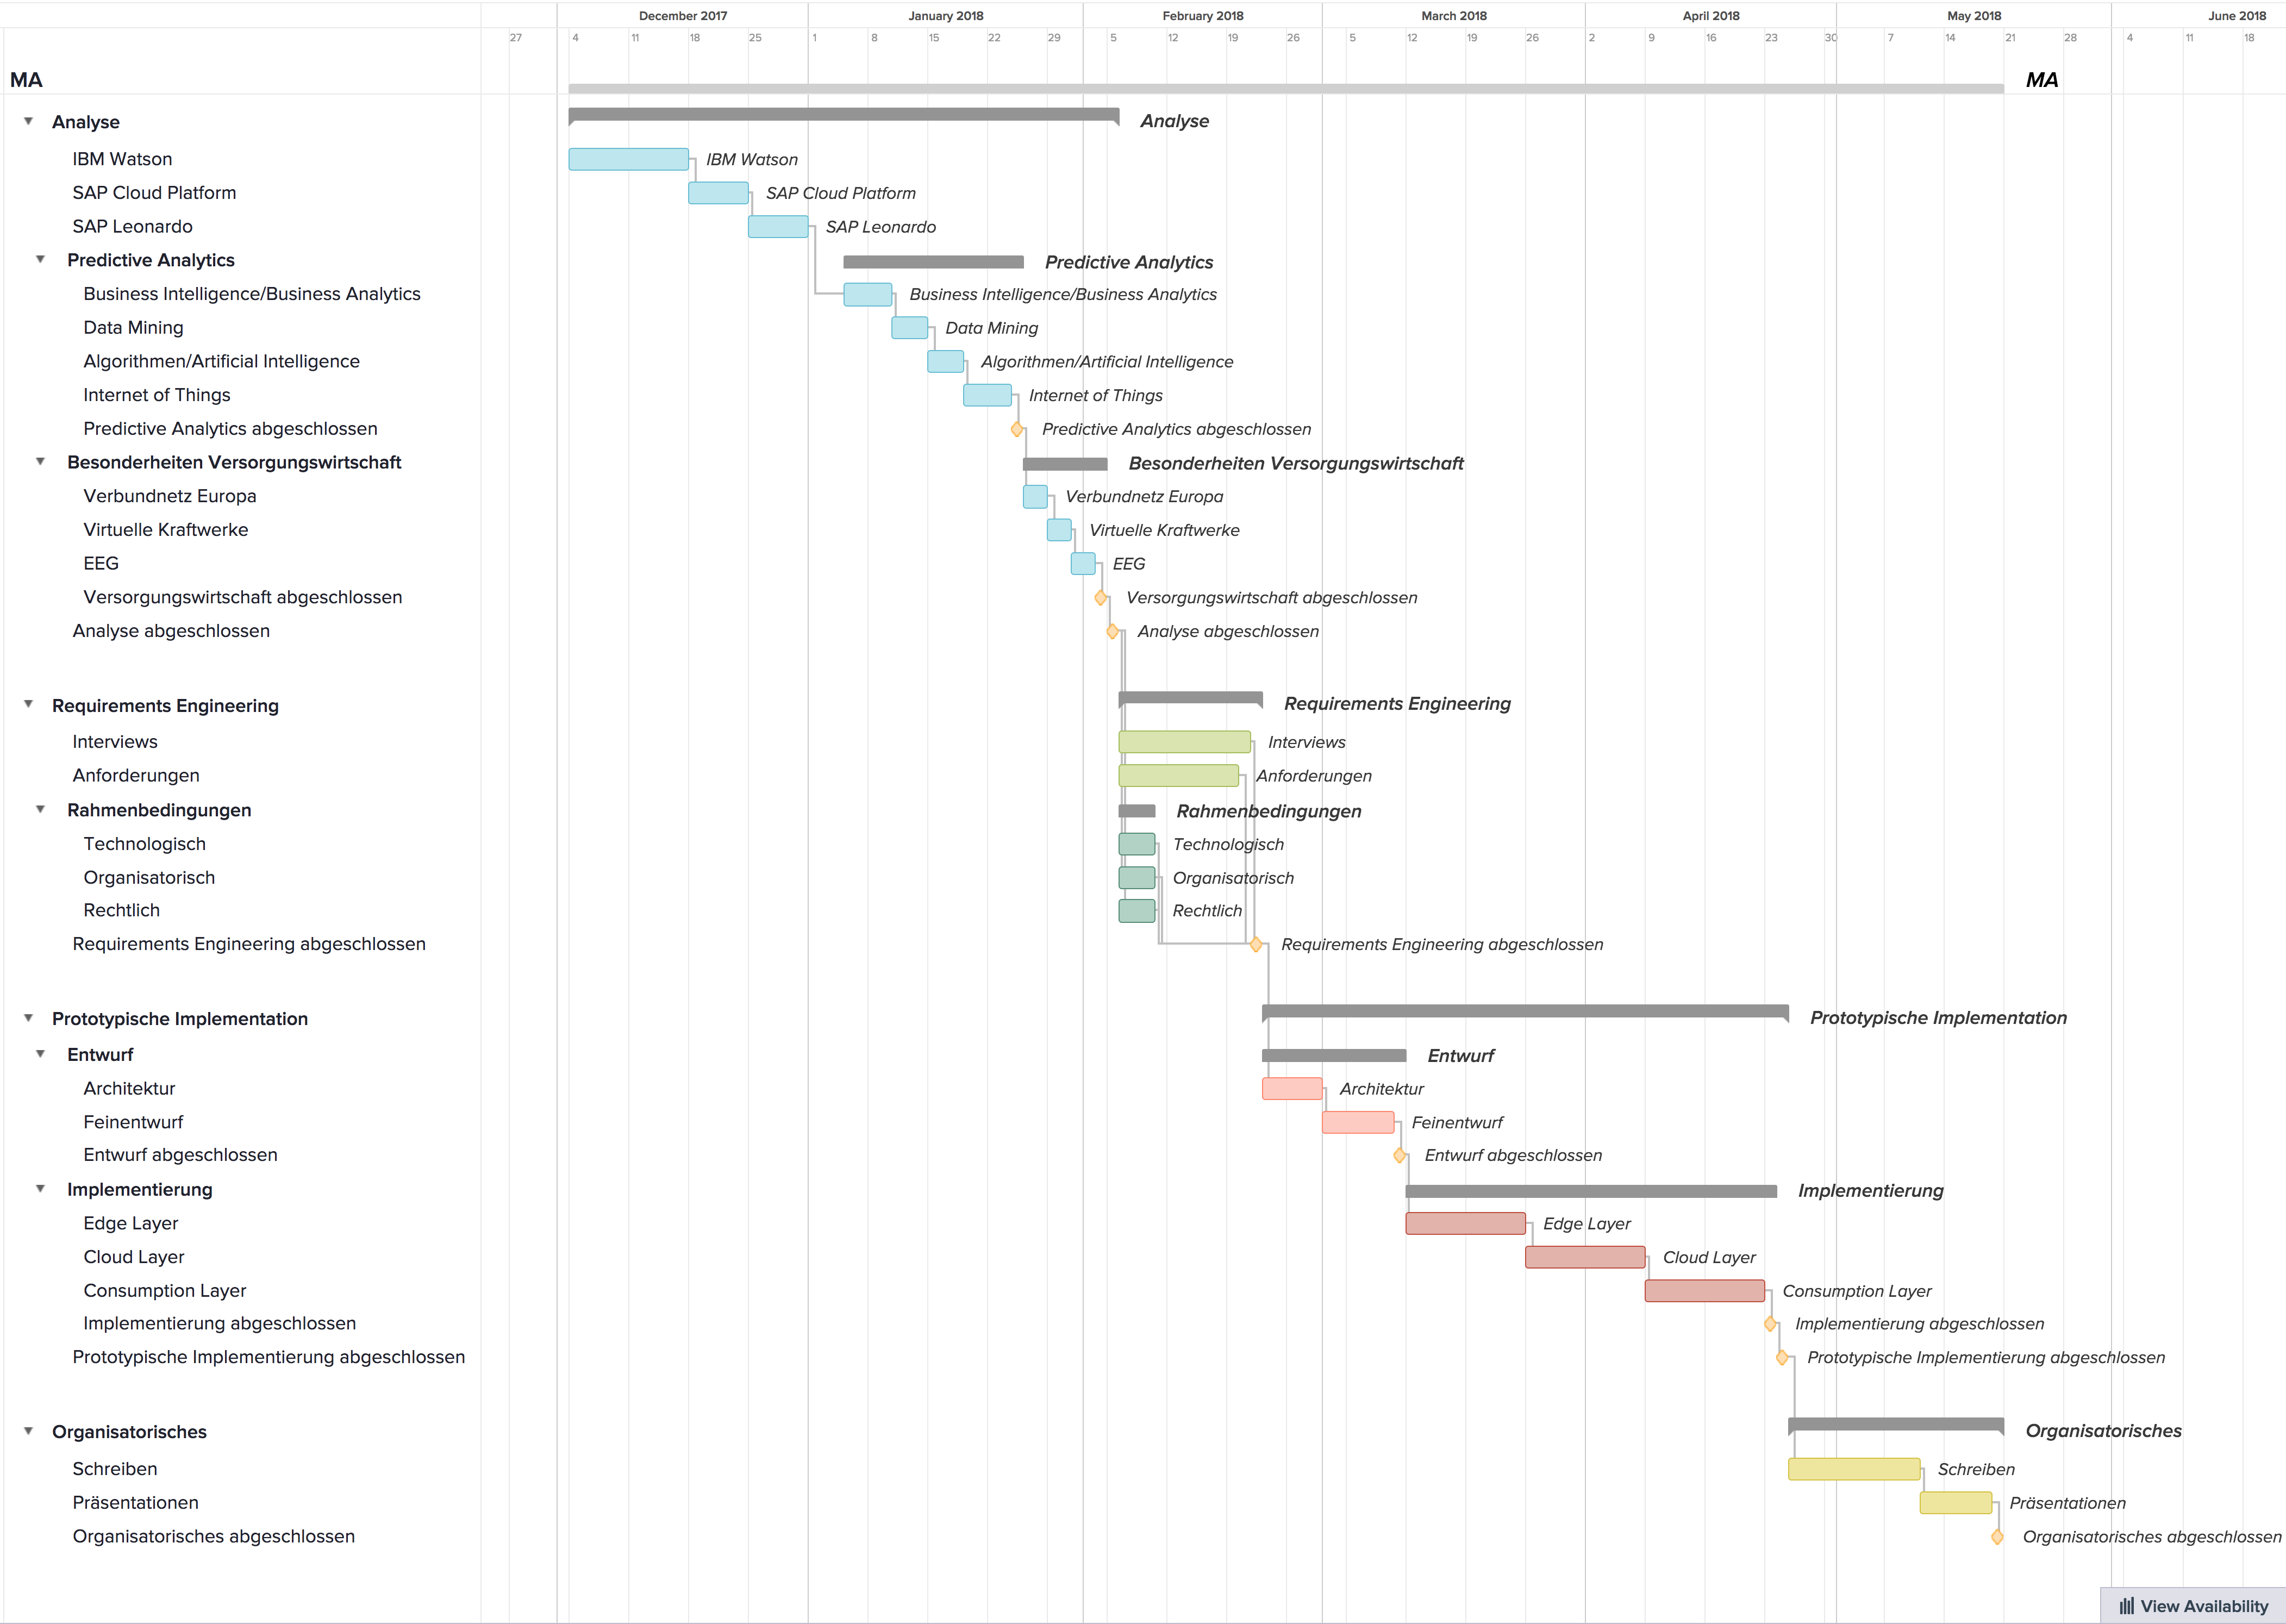 December 2017 January 2018 February 2018 March 2018 April 2018 May 2018 June 2018
27 4 11 18 25 1 8 15 22 29 5 12 19 26 5 12 19 26 2 9 16 23 30 7 14 21 28 4 11 18
MA MA
Analyse Analyse
IBM Watson IBM Watson
SAP Cloud Platform SAP Cloud Platform
SAP Leonardo SAP Leonardo
Predictive Analytics Predictive Analytics
Business Intelligence/Business Analytics Business Intelligence/Business Analytics
Data Mining Data Mining
Algorithmen/Artificial Intelligence Algorithmen/Artificial Intelligence
Internet of Things Internet of Things
Predictive Analytics abgeschlossen Predictive Analytics abgeschlossen
Besonderheiten Versorgungswirtschaft Besonderheiten Versorgungswirtschaft
Verbundnetz Europa Verbundnetz Europa
Virtuelle Kraftwerke Virtuelle Kraftwerke
EEG EEG
Versorgungswirtschaft abgeschlossen Versorgungswirtschaft abgeschlossen
Analyse abgeschlossen Analyse abgeschlossen
Requirements Engineering Requirements Engineering
Interviews Interviews
Anforderungen Anforderungen
Rahmenbedingungen Rahmenbedingungen
Technologisch Technologisch
Organisatorisch Organisatorisch
Rechtlich Rechtlich
Requirements Engineering abgeschlossen Requirements Engineering abgeschlossen
Prototypische Implementation Prototypische Implementation
Entwurf Entwurf
Architektur Architektur
Feinentwurf Feinentwurf
Entwurf abgeschlossen Entwurf abgeschlossen
Implementierung Implementierung
Edge Layer Edge Layer
Cloud Layer Cloud Layer
Consumption Layer Consumption Layer
Implementierung abgeschlossen Implementierung abgeschlossen
Prototypische Implementierung abgeschlossen Prototypische Implementierung abgeschlossen
Organisatorisches Organisatorisches
Schreiben Schreiben
Präsentationen Präsentationen
Organisatorisches abgeschlossen Organisatorisches abgeschlossen
View Availability